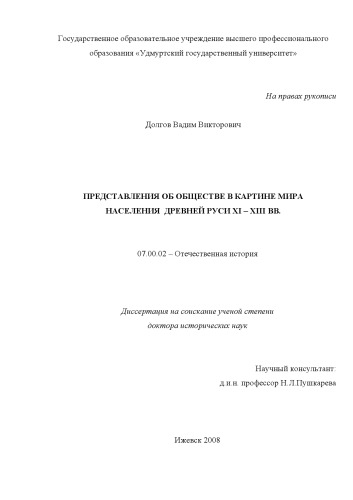 Государственное образовательное учреждение высшего профессионального
образования «Удмуртский государственный университет»
На правах рукописи
Долгов Вадим Викторович
ПРЕДСТАВЛЕНИЯ ОБ ОБЩЕСТВЕ В КАРТИНЕ МИРА
НАСЕЛЕНИЯ ДРЕВНЕЙ РУСИ XI – XIII ВВ.
07.00.02 – Отечественная история
Диссертация на соискание ученой степени
доктора исторических наук
Научный консультант
д.и.н. профессор Н.Л.Пушкарева
Ижевск 2008